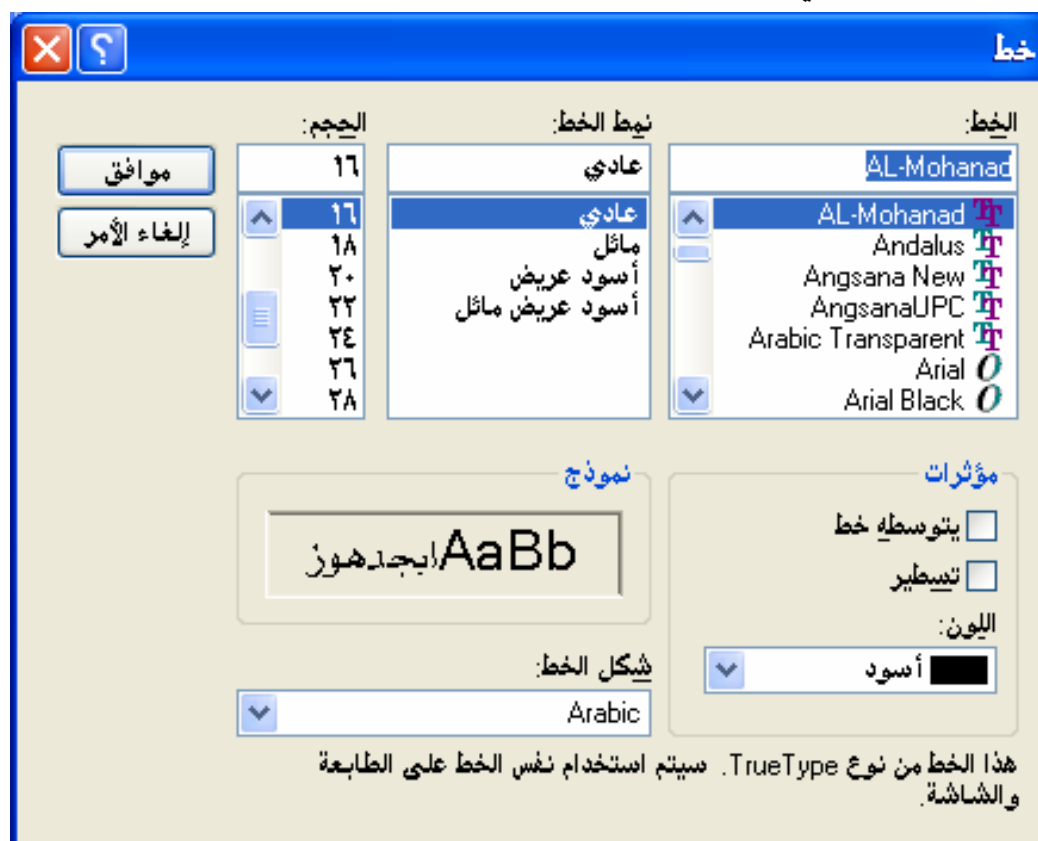 خط
الخط:
نمط الخط:
الحجم:
AL-Mohanad
عادي
١٦
موافق
AL-Mohanad
Andalus
Angsana New
AngsanaUPC
Arabic Transparent
Arial
Arial Black
عادي
مائل
أسود عريض
أسود عريض مائل
١٦
١٨
٢٠
٢٢
٢٤
٢٦
٢٨
إلغاء الأمر
مؤثرات
يتوسطه خط
تسطير
اللون:
أسود
نموذج
AaBbابجدهوز
شكل الخط:
Arabic
هذا الخط من نوع TrueType. سيتم استخدام نفس الخط على الطابعة
والشاشة.